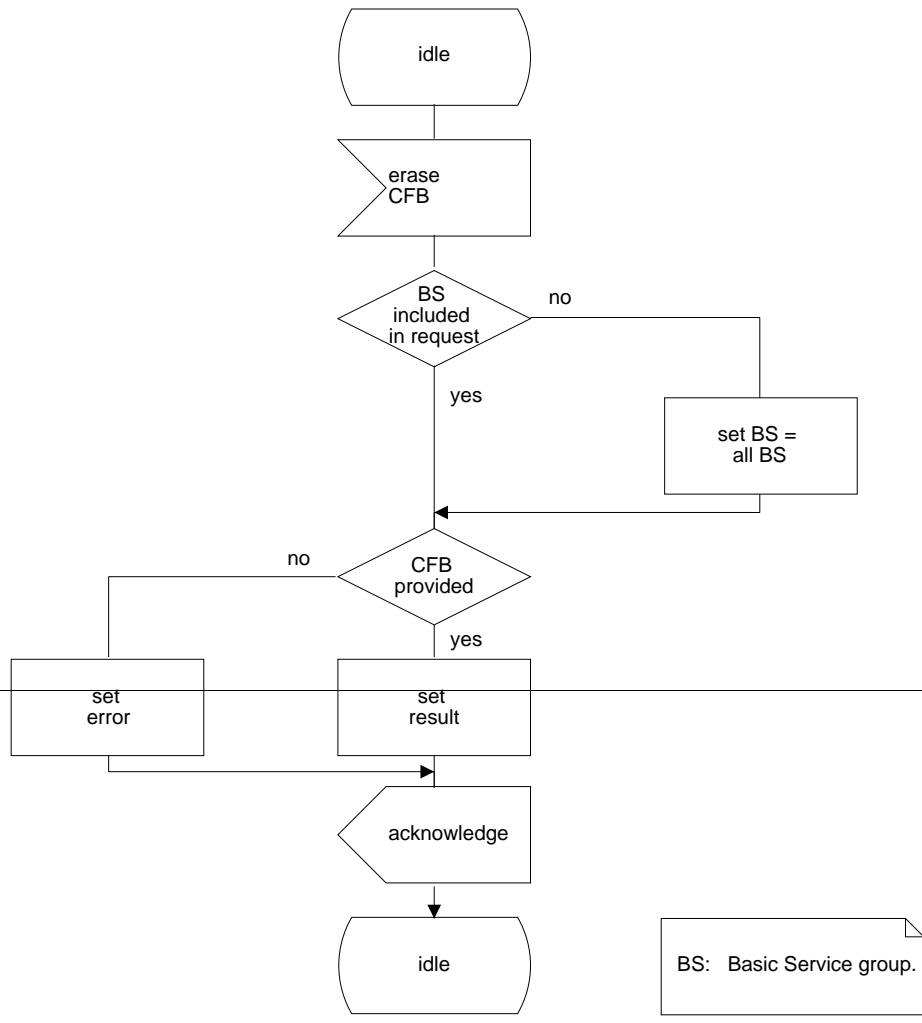 idle
erase
CFB
BS
included
in request
no
yes
set BS =
all BS
no
CFB
provided
yes
set
error
set
result
acknowledge
idle
BS: Basic Service group.